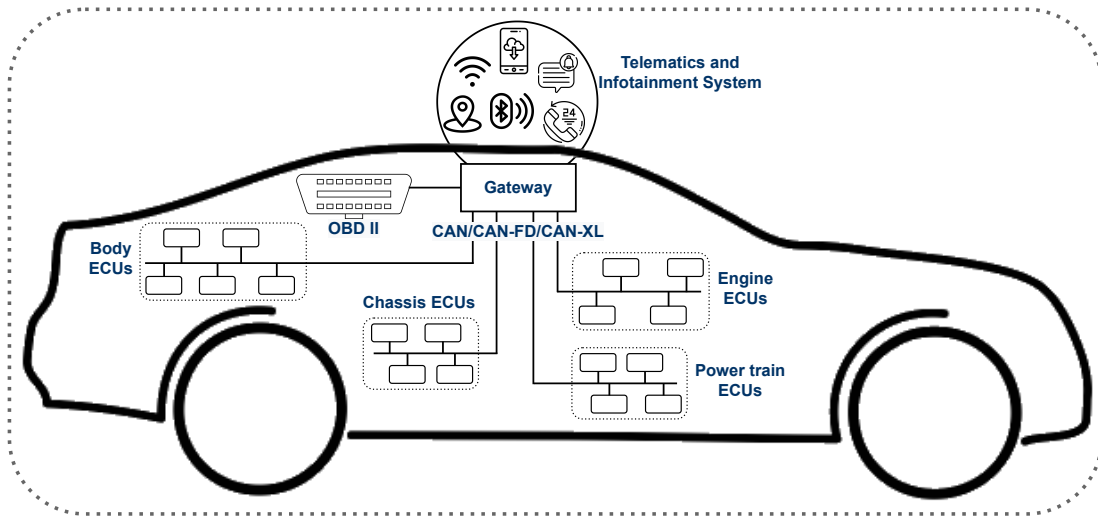 Telematics and
Infotainment System
24
Gateway
OBD II
CAN/CAN-FD/CAN-XL
Body
ECUs
Chassis ECUs
Engine
ECUs
Power train
ECUs